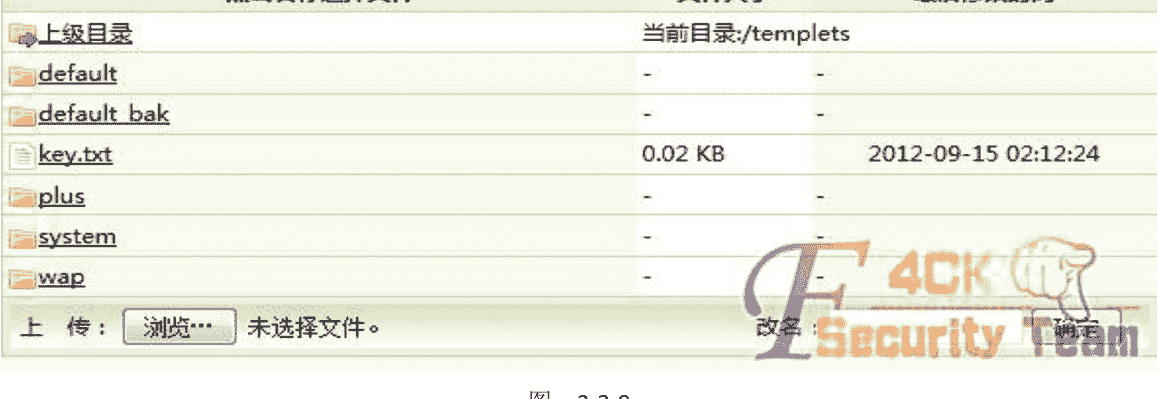 上级目录 当前目录:/templets
default - -
default_bak - -
key.txt 0.02 KB 2012-09-15 02:12:24
plus - -
system - -
wap - -
上 传： 浏览… 未选择文件。 改名： 确定
F4CK
Security Team